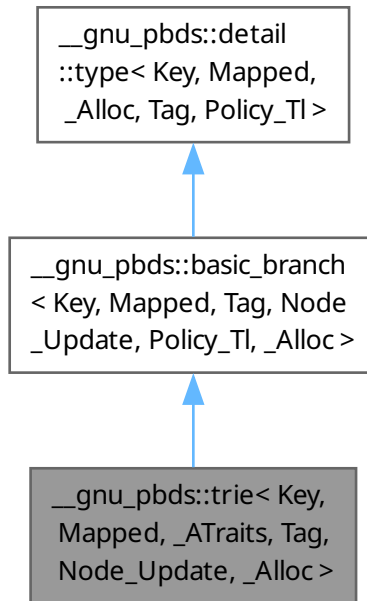 __gnu_pbds::detail
::type< Key, Mapped,
_Alloc, Tag, Policy_Tl >
__gnu_pbds::basic_branch
< Key, Mapped, Tag, Node
_Update, Policy_Tl, _Alloc >
__gnu_pbds::trie< Key,
Mapped, _ATraits, Tag,
Node_Update, _Alloc >